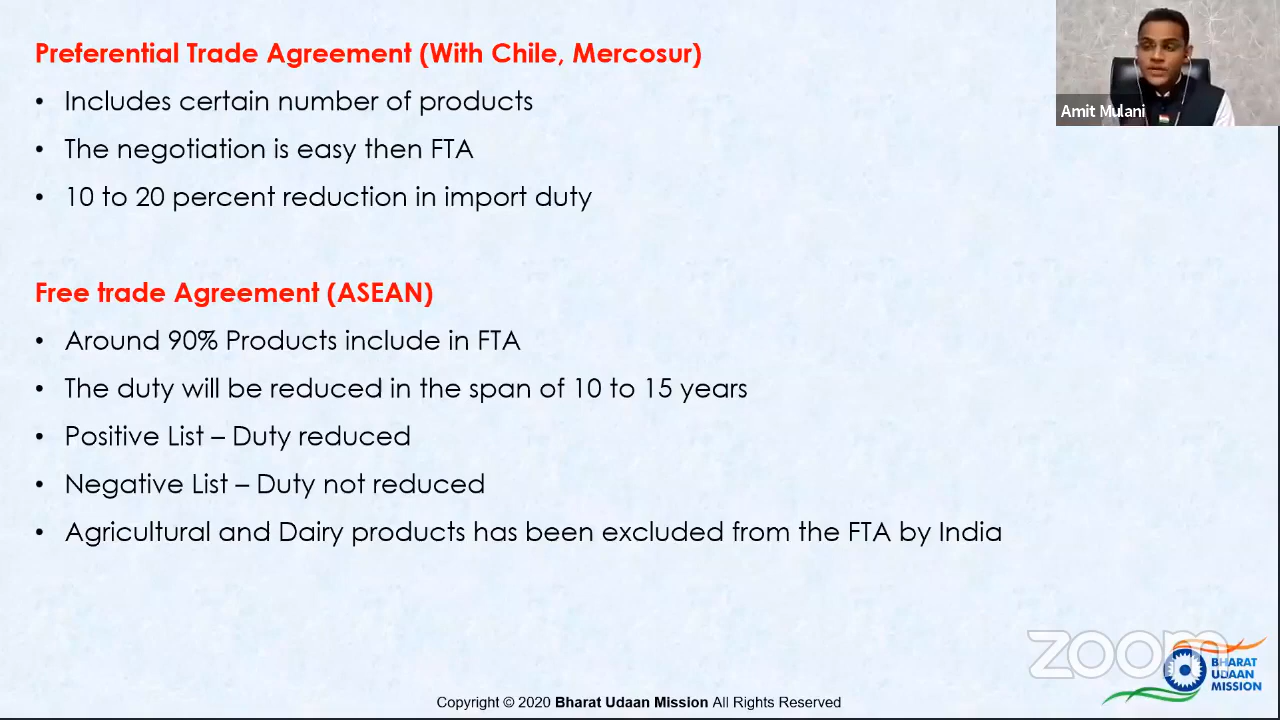 Preferential Trade Agreement (With Chile, Mercosur)
• Includes certain number of products
• The negotiation is easy then FTA
• 10 to 20 percent reduction in import duty
Free trade Agreement (ASEAN)
• Around 90% Products include in FTA
• The duty will be reduced in the span of 10 to 15 years
• Positive List – Duty reduced
• Negative List – Duty not reduced
• Agricultural and Dairy products has been excluded from the FTA by India
Amit Mulani
zoom
BHARAT
UDAAN
MISSION
Copyright © 2020 Bharat Udaan Mission All Rights Reserved